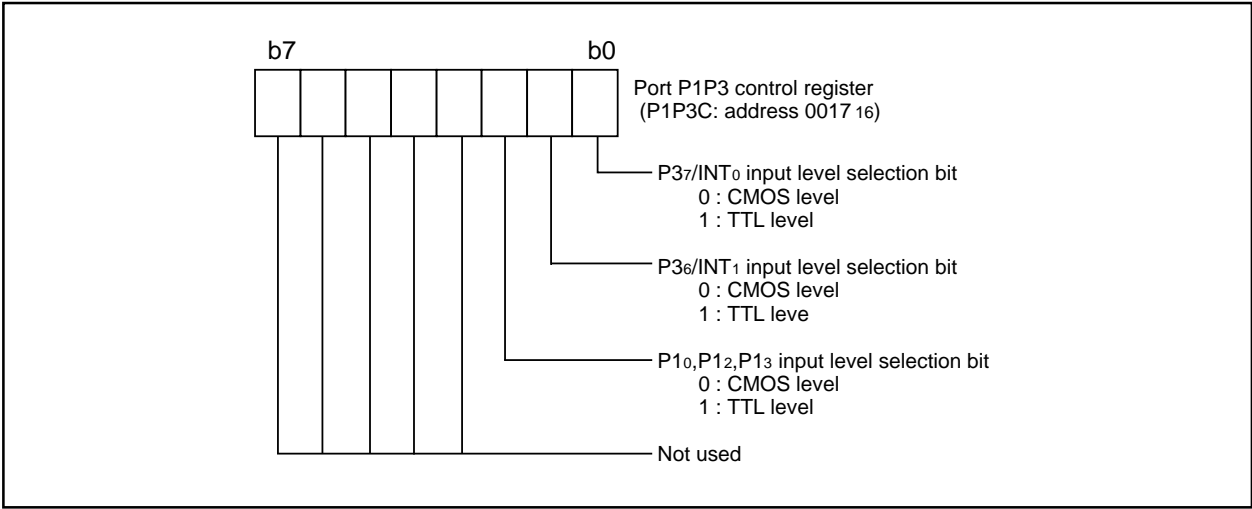 b7 b0
Port P1P3 control register
(P1P3C: address 0017 16)
P37/INT0 input level selection bit
0 : CMOS level
1 : TTL level
P36/INT1 input level selection bit
0 : CMOS level
1 : TTL leve
P10,P12,P13 input level selection bit
0 : CMOS level
1 : TTL level
Not used